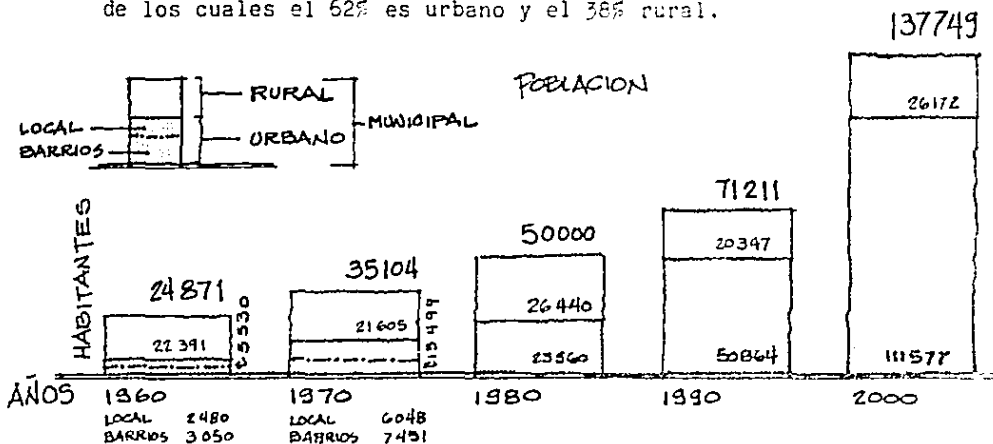 de los cuales el 62% es urbano y el 38% rural.
137749
POBLACION
RURAL
26172
LOCAL
MUNICIPAL
URBANO
BARRIOS
71211
HABITANTES
50000
20347
35104
24871
26440
5530
21605
13499
22391
23560
50864
111577
AÑOS 1960 1970 1980 1990 2000
LOCAL 2480 LOCAL 6048
BARRIOS 3050 BARRIOS 7451